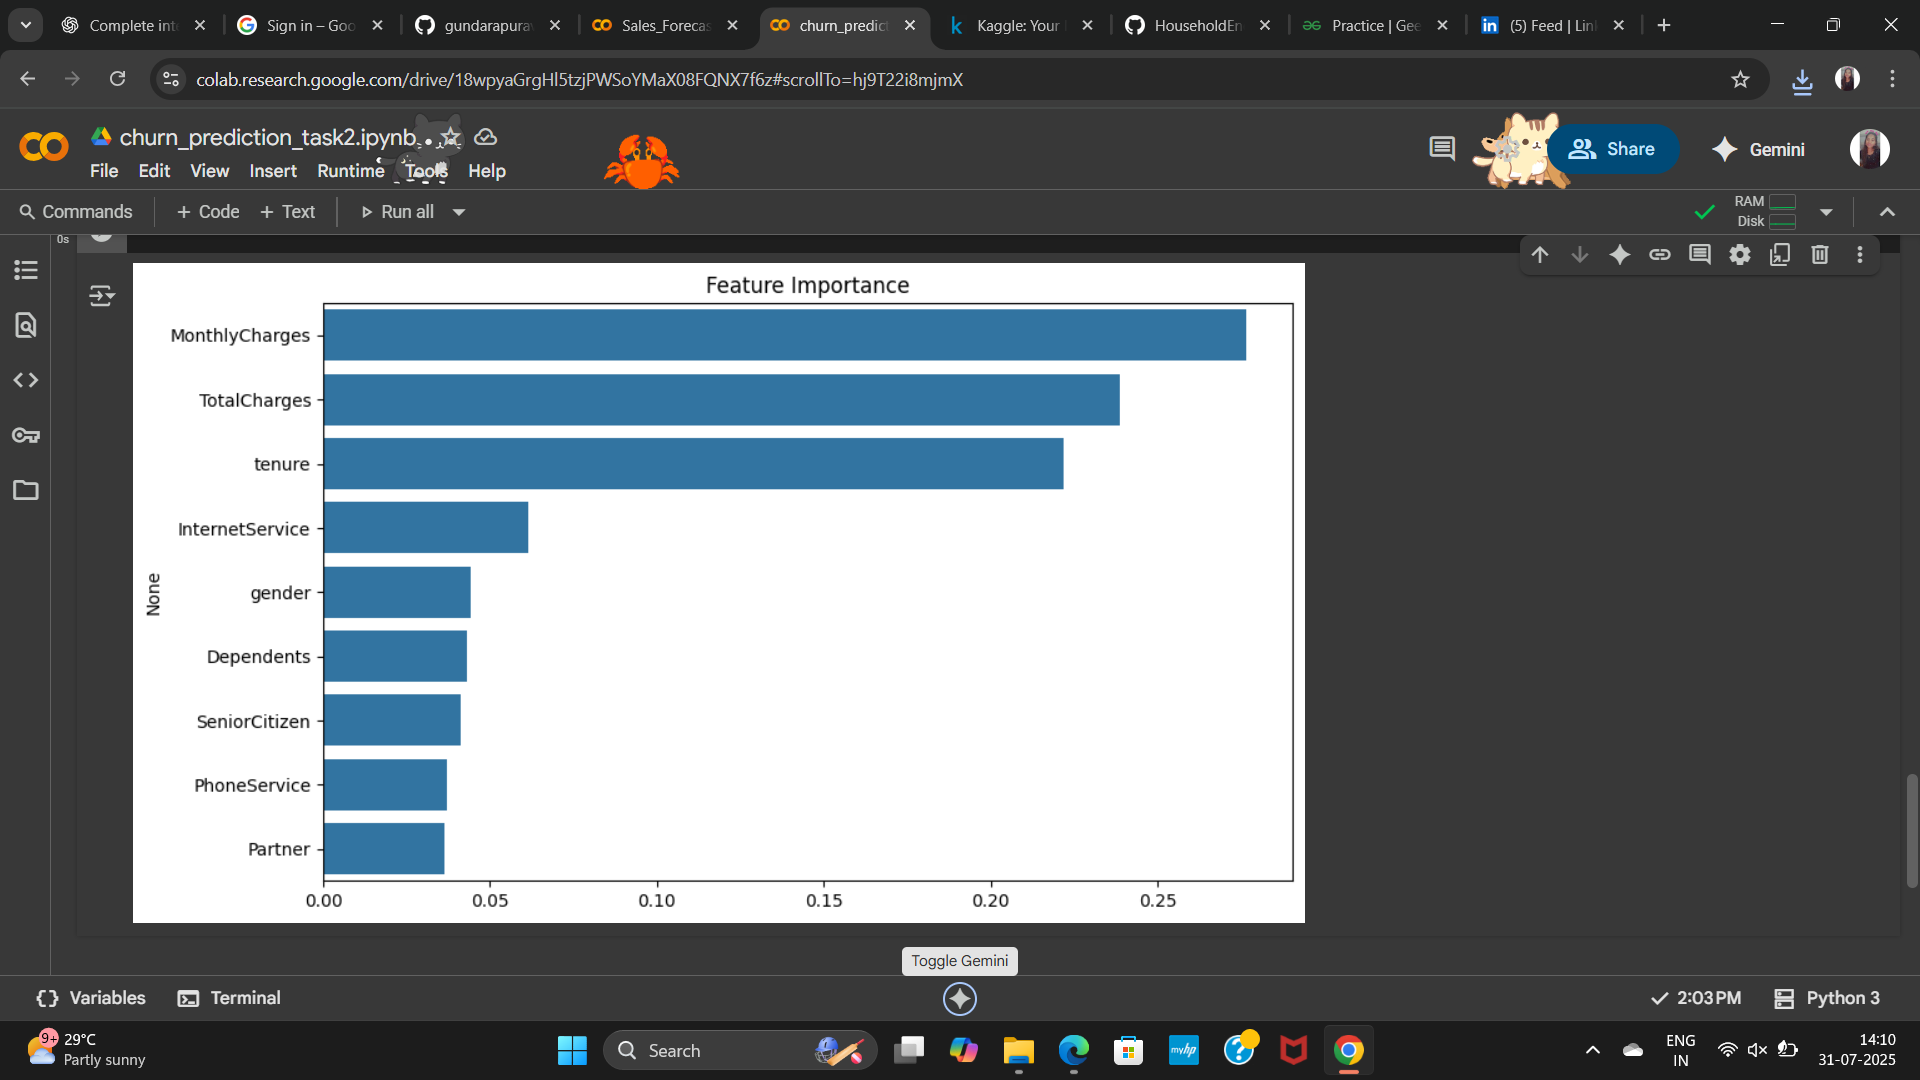 Complete int
Sign in – Goo
gundarapurav
Sales_Forecas
churn_predic
Kaggle: Your
HouseholdEn
Practice | Gee
(5) Feed | Lin
colab.research.google.com/drive/18wpyaGrgHl5tzjPWSoYMaX08FQNX7f6z#scrollTo=hj9T22i8mjmX
churn_prediction_task2.ipynb
File Edit View Insert Runtime Tools Help
Share
Gemini
Commands
+ Code + Text
Run all
RAM
Disk
0s
Feature Importance
MonthlyCharges
TotalCharges
tenure
InternetService
gender
Dependents
SeniorCitizen
PhoneService
Partner
None
0.00 0.05 0.10 0.15 0.20 0.25
Toggle Gemini
Variables
Terminal
2:03 PM
Python 3
9+
29°C
Partly sunny
Search
myhp
ENG
IN
14:10
31-07-2025